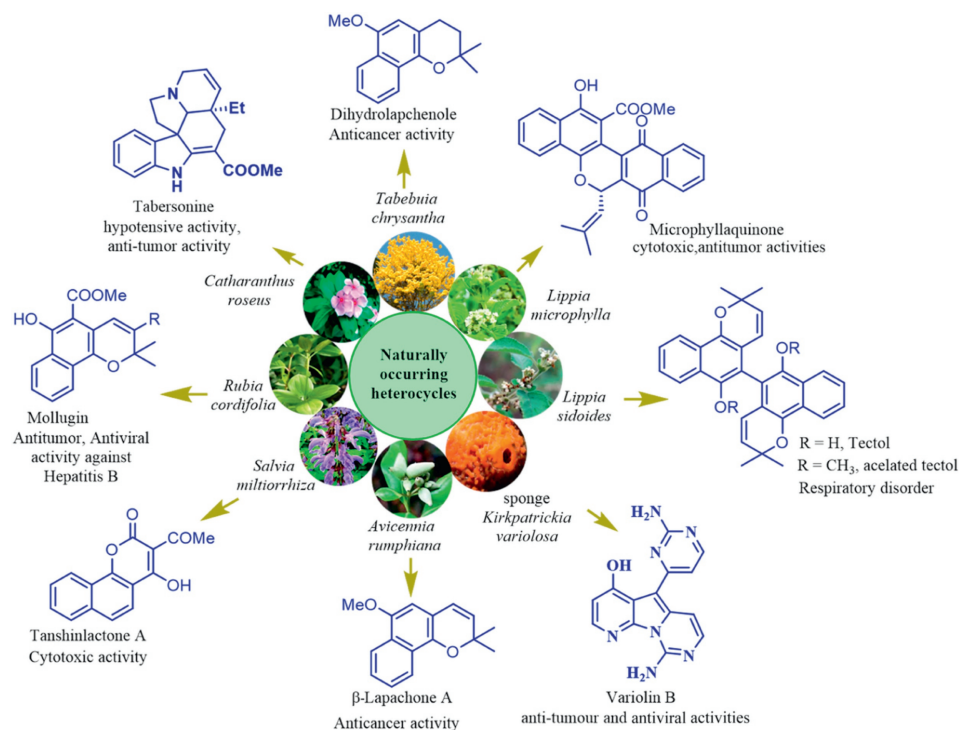 MeO
O
Dihydrolapchenole
Anticancer activity
N
Et
N
H
COOMe
Tabersonine
hypotensive activity,
anti-tumor activity
OH
COOMe
O
O
O
Microphyllaquinone
cytotoxic,antitumor activities
Tabebuia
chrysantha
Catharanthus
roseus
Lippia
microphylla
COOMe
HO
R
O
Mollugin
Antitumor, Antiviral
activity against
Hepatitis B
Rubia
cordifolia
Naturally
occurring
heterocycles
Lippia
sidoides
O
RO
O
R
O
R = H, Tectol
R = CH3, acelated tectol
Respiratory disorder
Salvia
miltiorrhiza
Avicennia
rumphiana
sponge
Kirkpatrickia
variolosa
O
O
COMe
OH
Tanshinlactone A
Cytotoxic activity
MeO
O
β-Lapachone A
Anticancer activity
H2N
N
N
OH
N
N
N
H2N
Variolin B
anti-tumour and antiviral activities